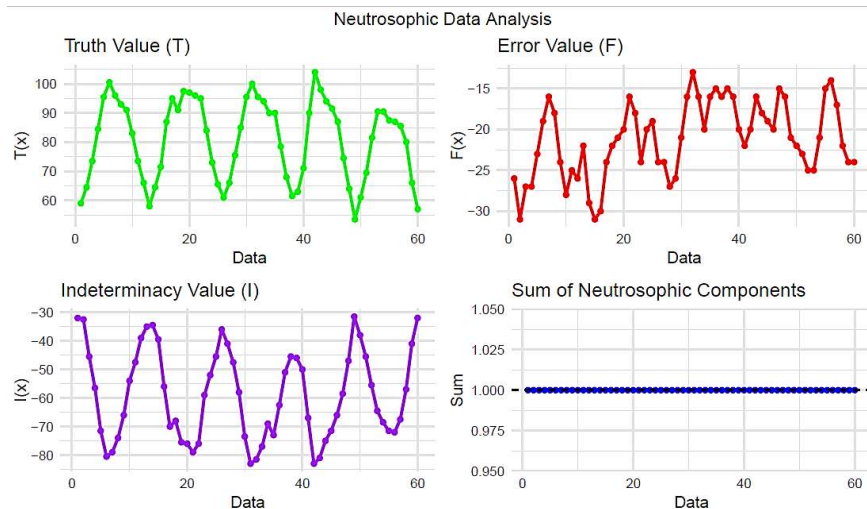 Neutrosophic Data Analysis
Truth Value (T)
T(x)
100
90
80
70
60
0
20
40
60
Data
Error Value (F)
F(x)
−15
−20
−25
−30
0
20
40
60
Data
Indeterminacy Value (I)
I(x)
−30
−40
−50
−60
−70
−80
0
20
40
60
Data
Sum of Neutrosophic Components
Sum
1.050
1.025
1.000
0.975
0.950
0
20
40
60
Data